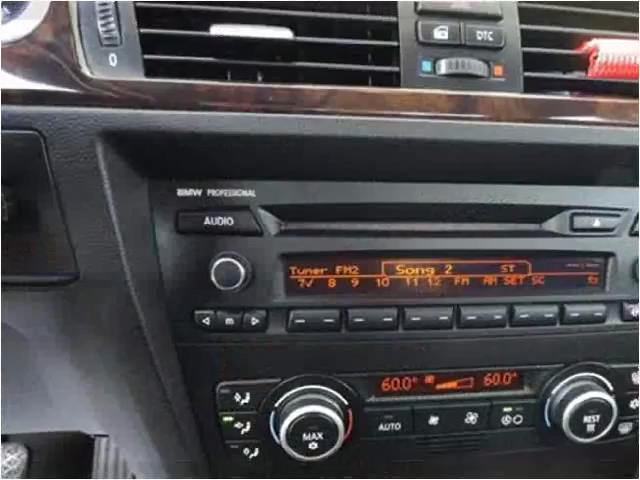 0
DTC
BMW PROFESSIONAL
AUDIO
Tuner FM2 Song 2 ST
7✓ 8 9 10 11 12 FM AM SET SC
m
60.0° 60.0°
MAX
AUTO
REST